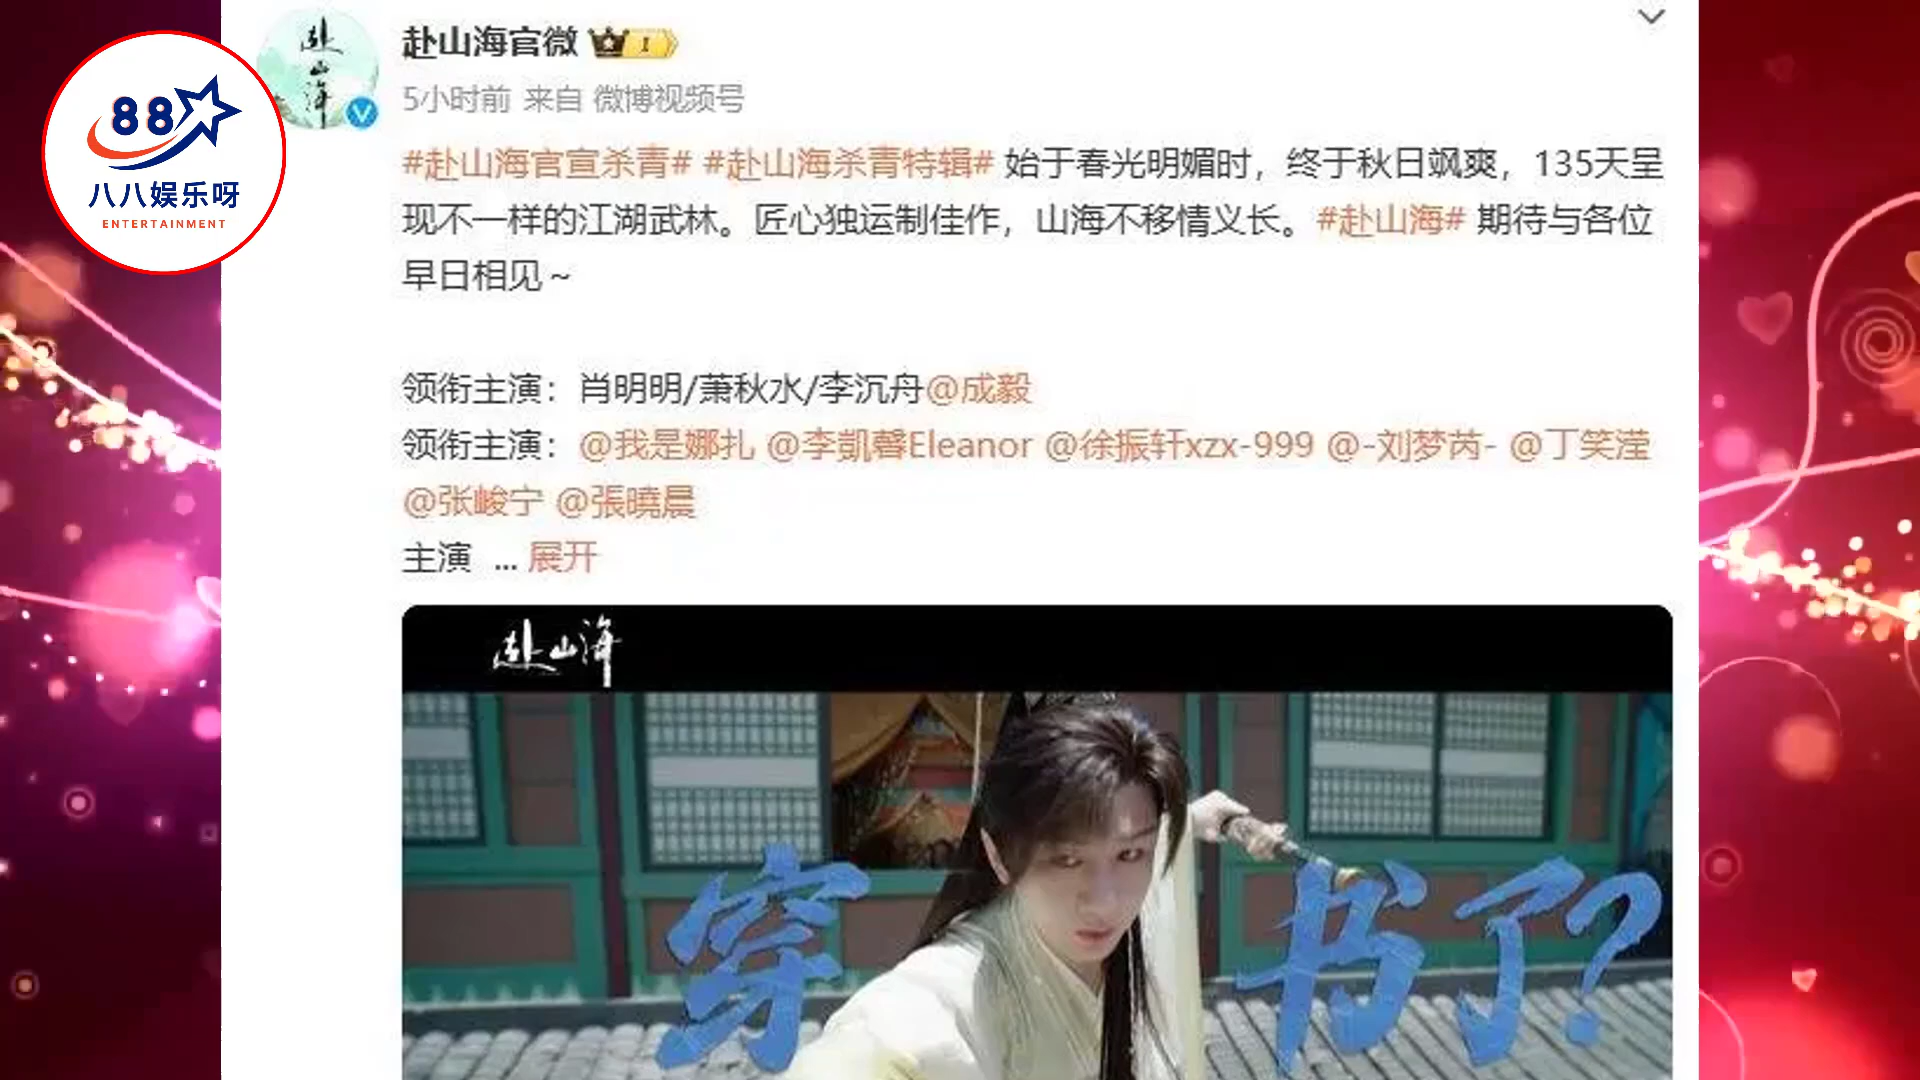 赴山海
赴山海官微
5小时前 来自 微博视频号
88
八八娱乐呀
ENTERTAINMENT
#赴山海官宣杀青# #赴山海杀青特辑# 始于春光明媚时，终于秋日飒爽，135天呈
现不一样的江湖武林。匠心独运制佳作，山海不移情义长。#赴山海# 期待与各位
早日相见～
领衔主演：肖明明/萧秋水/李沉舟@成毅
领衔主演：@我是娜扎 @李凱馨Eleanor @徐振轩xzx-999 @-刘梦芮- @丁笑滢
@张峻宁 @張曉晨
主演 ... 展开
赴山海
穿书了?